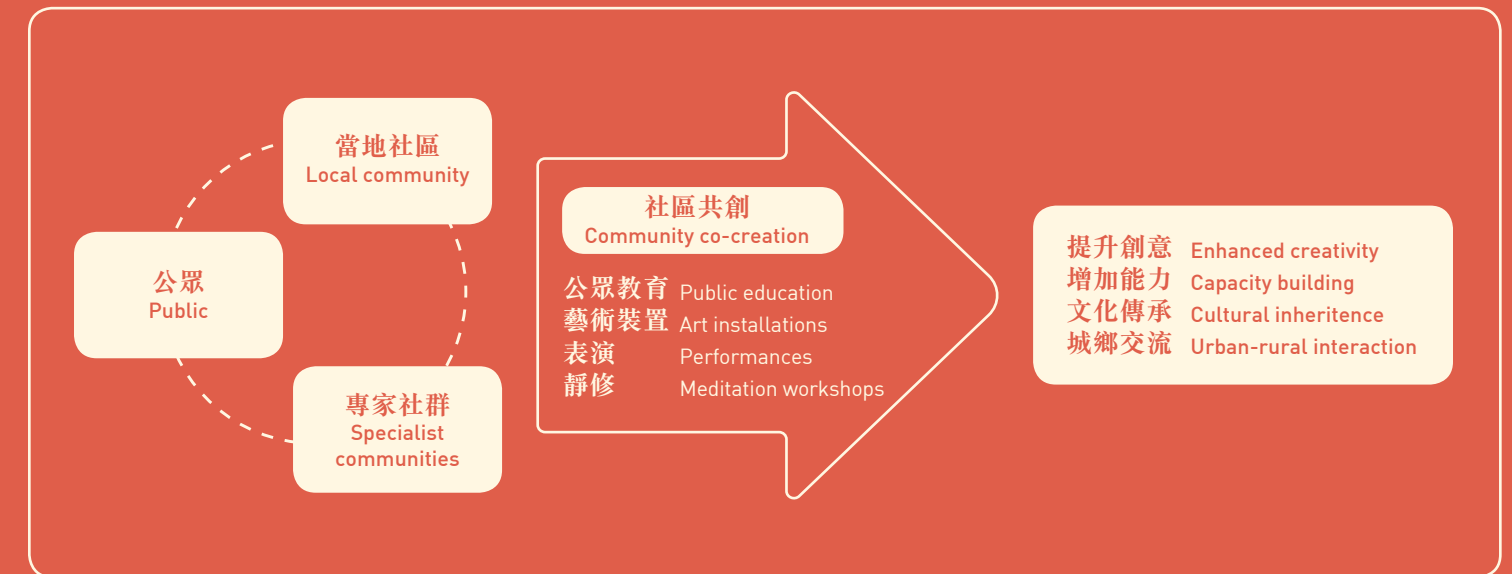 當地社區
Local community
公眾
Public
專家社群
Specialist
communities
社區共創
Community co-creation
公眾教育 Public education
藝術裝置 Art installations
表演 Performances
靜修 Meditation workshops
提升創意 Enhanced creativity
增加能力 Capacity building
文化傳承 Cultural inheritence
城鄉交流 Urban-rural interaction